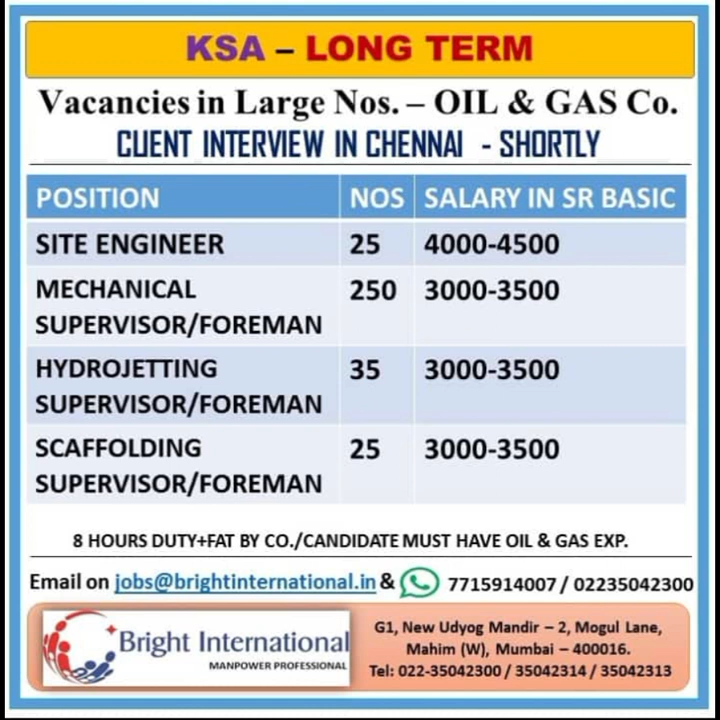 KSA – LONG TERM
Vacancies in Large Nos. – OIL & GAS Co.
CLIENT INTERVIEW IN CHENNAI - SHORTLY
POSITION NOS SALARY IN SR BASIC
SITE ENGINEER 25 4000-4500
MECHANICAL 250 3000-3500
SUPERVISOR/FOREMAN
HYDROJETTING 35 3000-3500
SUPERVISOR/FOREMAN
SCAFFOLDING 25 3000-3500
SUPERVISOR/FOREMAN
8 HOURS DUTY+FAT BY CO./CANDIDATE MUST HAVE OIL & GAS EXP.
Email on jobs@brightinternational.in & 7715914007 / 02235042300
Bright International
MANPOWER PROFESSIONAL
G1, New Udyog Mandir – 2, Mogul Lane,
Mahim (W), Mumbai – 400016.
Tel: 022-35042300 / 35042314 / 35042313